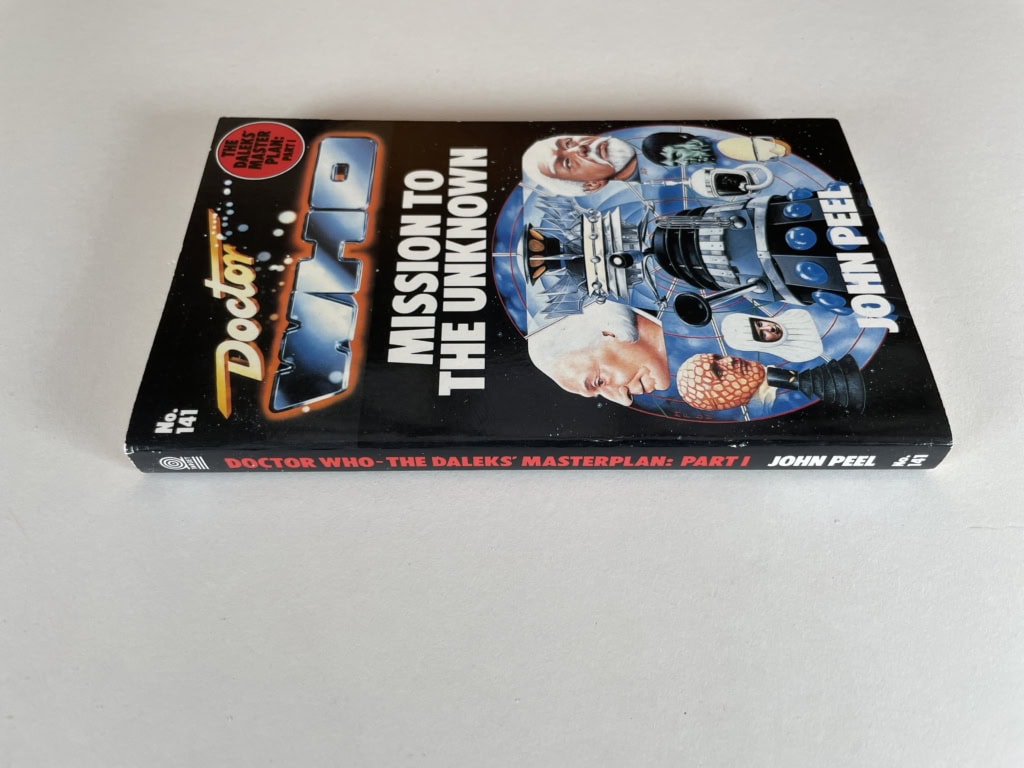 THE
DALEKS'
MASTER
PLAN:
PART I
Doctor
WHO
No.
141
MISSION TO
THE UNKNOWN
JOHN PEEL
DOCTOR WHO-THE DALEKS' MASTERPLAN: PART I JOHN PEEL No.
141